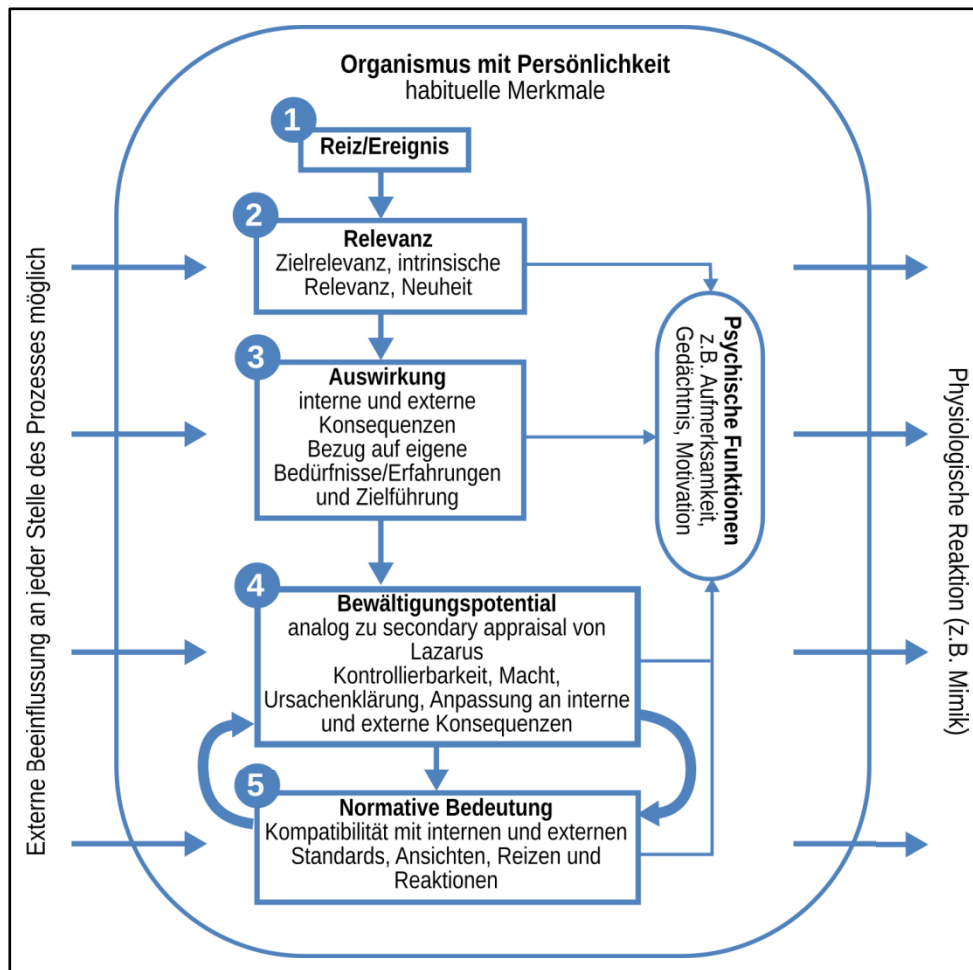 Organismus mit Persönlichkeit
habituelle Merkmale
1
Reiz/Ereignis
2
Relevanz
Zielrelevanz, intrinsische
Relevanz, Neuheit
3
Auswirkung
interne und externe
Konsequenzen
Bezug auf eigene
Bedürfnisse/Erfahrungen
und Zielführung
4
Bewältigungspotential
analog zu secondary appraisal von
Lazarus
Kontrollierbarkeit, Macht,
Ursachenklärung, Anpassung an interne
und externe Konsequenzen
5
Normative Bedeutung
Kompatibilität mit internen und externen
Standards, Ansichten, Reizen und
Reaktionen
Externe Beeinflussung an jeder Stelle des Prozesses möglich
Psychische Funktionen
z.B. Aufmerksamkeit,
Gedächtnis, Motivation
Physiologische Reaktion (z.B. Mimik)